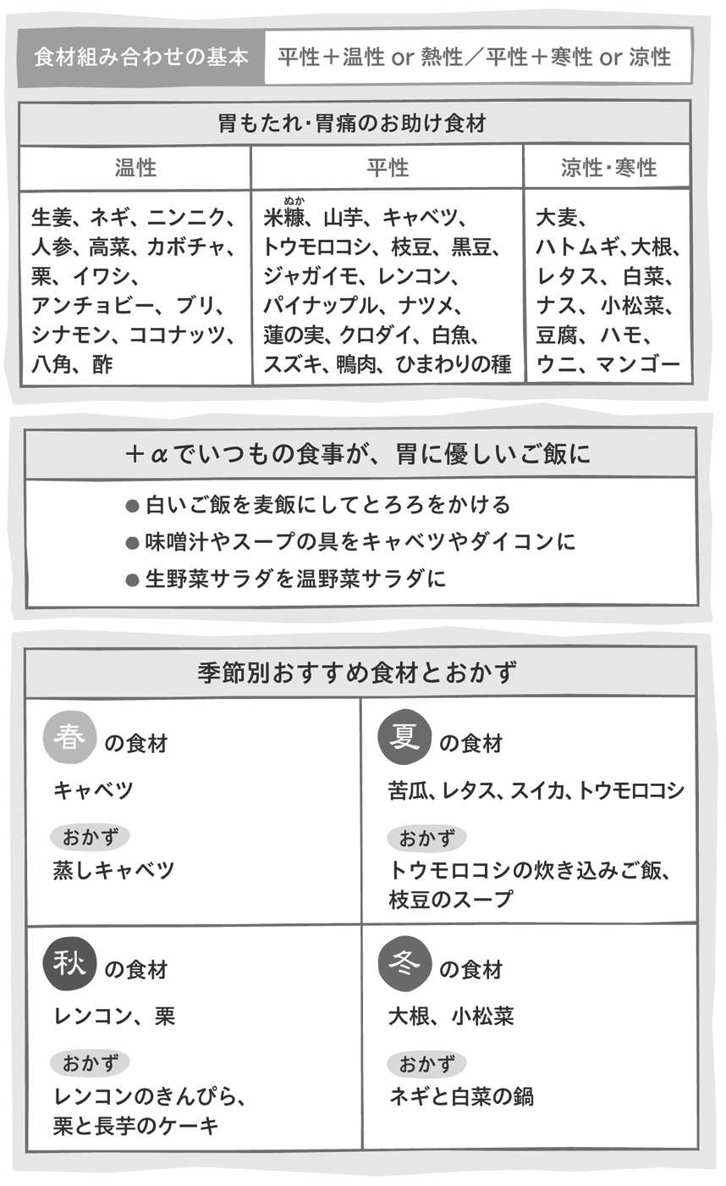 食材組み合わせの基本 平性＋温性 or 熱性／平性＋寒性 or 涼性
胃もたれ・胃痛のお助け食材
温性 平性 涼性・寒性
生姜、ネギ、ニンニク、
人参、高菜、カボチャ、
栗、イワシ、
アンチョビー、ブリ、
シナモン、ココナッツ、
八角、酢
ぬか
米糠、山芋、キャベツ、
トウモロコシ、枝豆、黒豆、
ジャガイモ、レンコン、
パイナップル、ナツメ、
蓮の実、クロダイ、白魚、
スズキ、鴨肉、ひまわりの種
大麦、
ハトムギ、大根、
レタス、白菜、
ナス、小松菜、
豆腐、ハモ、
ウニ、マンゴー
＋αでいつもの食事が、胃に優しいご飯に
●白いご飯を麦飯にしてとろろをかける
●味噌汁やスープの具をキャベツやダイコンに
●生野菜サラダを温野菜サラダに
季節別おすすめ食材とおかず
春の食材
キャベツ
おかず
蒸しキャベツ
夏の食材
苦瓜、レタス、スイカ、トウモロコシ
おかず
トウモロコシの炊き込みご飯、
枝豆のスープ
秋の食材
レンコン、栗
おかず
レンコンのきんぴら、
栗と長芋のケーキ
冬の食材
大根、小松菜
おかず
ネギと白菜の鍋